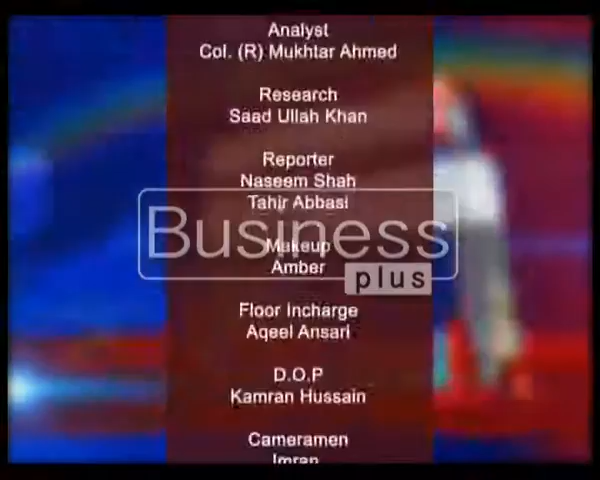 Analyst
Col. (R) Mukhtar Ahmed
Research
Saad Ullah Khan
Reporter
Naseem Shah
Tahir Abbasi
Business
plus
Makeup
Amber
Floor Incharge
Aqeel Ansari
D.O.P
Kamran Hussain
Cameramen
Imran